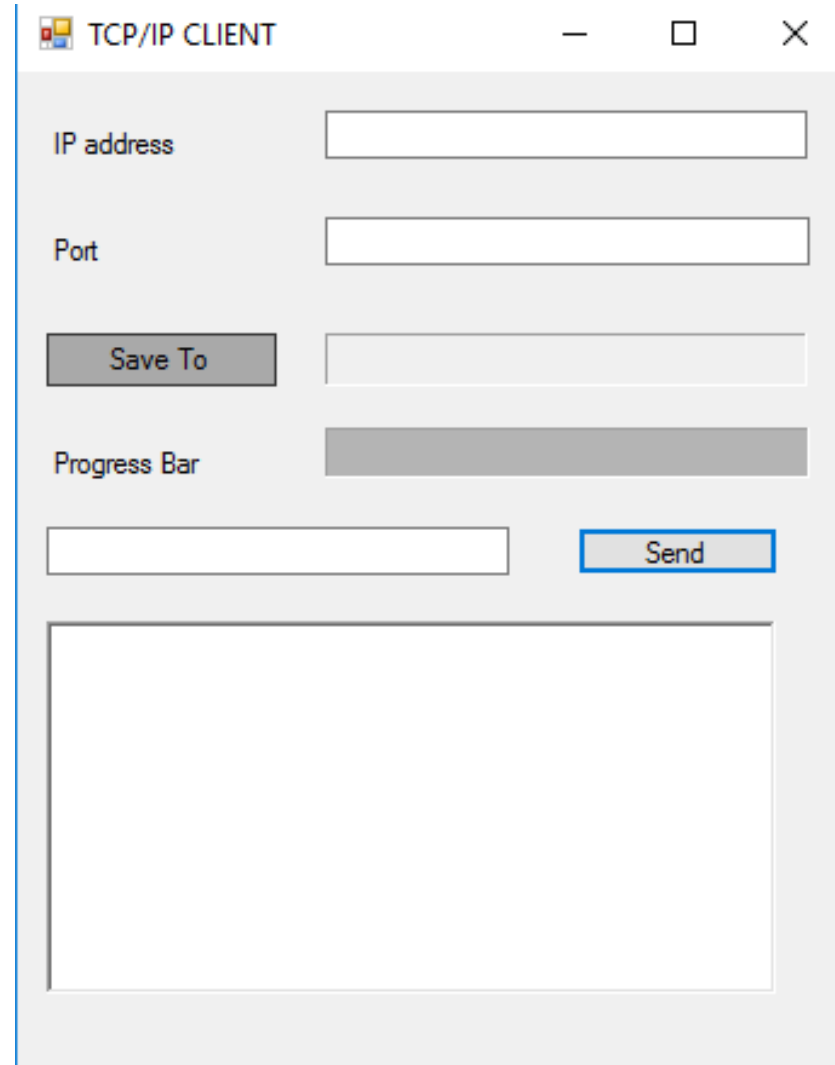 TCP/IP CLIENT
IP address
Port
Save To
Progress Bar
Send